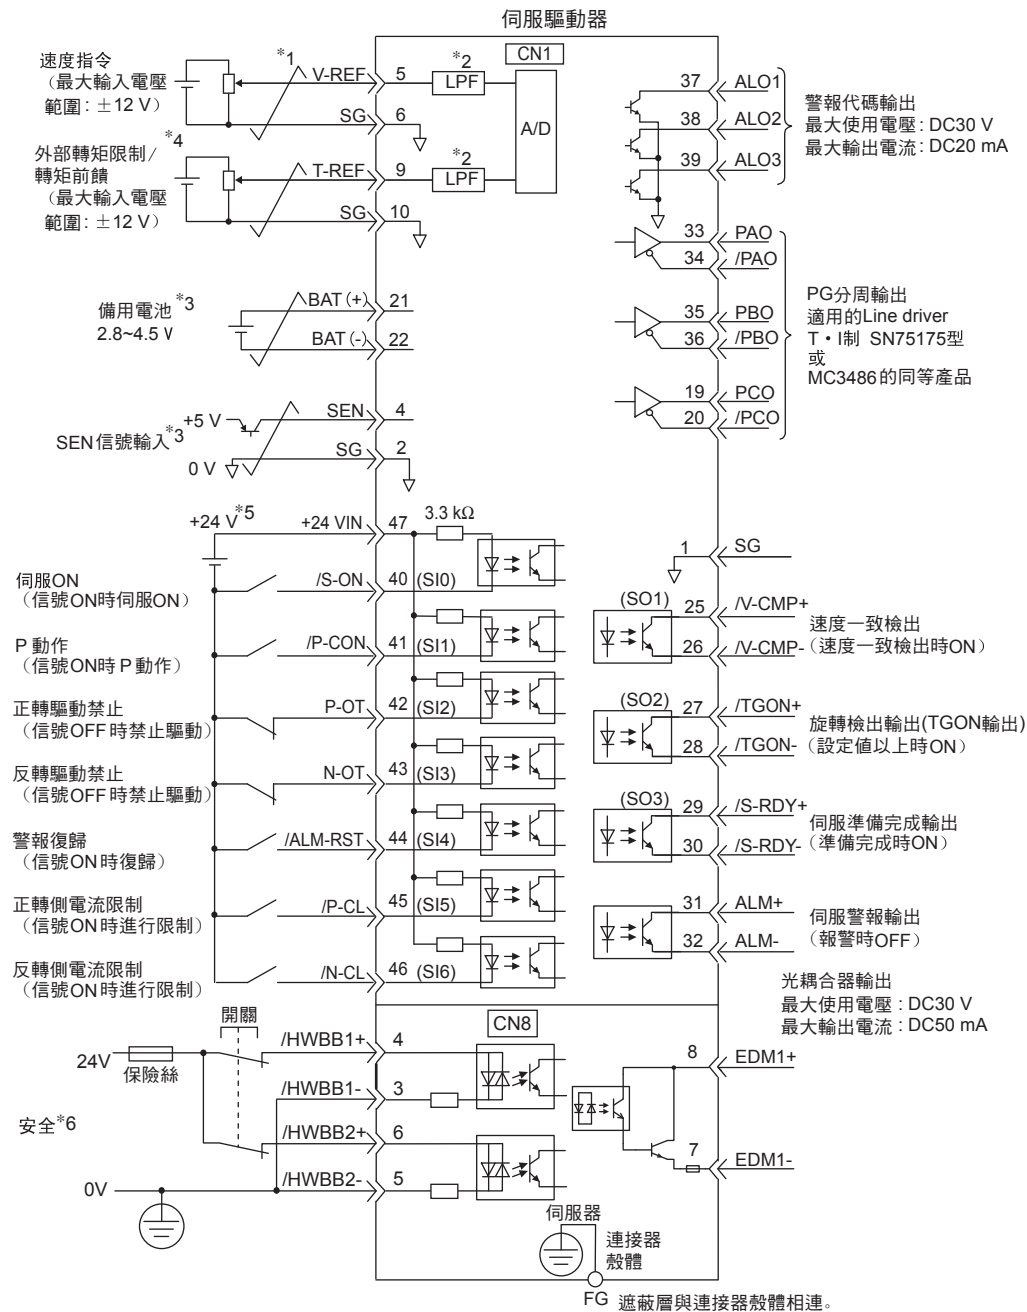 伺服驅動器
CN1
速度指令
（最大輸入電壓
範圍：±12 V）
*1
V-REF
5
*2
LPF
SG
6
A/D
外部轉矩限制/
轉矩前饋
（最大輸入電壓
範圍：±12 V）
*4
T-REF
9
*2
LPF
SG
10
備用電池*3
2.8~4.5 V
BAT (+)
21
BAT (-)
22
SEN信號輸入*3
+5 V
SEN
4
0 V
SG
2
+24 V*5
+24 VIN
47
3.3 kΩ
伺服ON
（信號ON時伺服ON）
/S-ON
40
(SI0)
P 動作
（信號ON時 P 動作）
/P-CON
41
(SI1)
正轉驅動禁止
（信號OFF 時禁止驅動）
P-OT
42
(SI2)
反轉驅動禁止
（信號OFF 時禁止驅動）
N-OT
43
(SI3)
警報復歸
（信號ON時復歸）
/ALM-RST
44
(SI4)
正轉側電流限制
（信號ON時進行限制）
/P-CL
45
(SI5)
反轉側電流限制
（信號ON時進行限制）
/N-CL
46
(SI6)
開關
24V
保險絲
安全*6
0V
CN8
/HWBB1+
4
/HWBB1-
3
/HWBB2+
6
/HWBB2-
5
37
ALO1
38
ALO2
39
ALO3
警報代碼輸出
最大使用電壓：DC30 V
最大輸出電流：DC20 mA
33
PAO
34
/PAO
35
PBO
36
/PBO
19
PCO
20
/PCO
PG分周輸出
適用的Line driver
T・I制 SN75175型
或
MC3486的同等產品
1
SG
(SO1)
25
/V-CMP+
26
/V-CMP-
速度一致檢出
（速度一致檢出時ON）
(SO2)
27
/TGON+
28
/TGON-
旋轉檢出輸出(TGON輸出)
（設定值以上時ON）
(SO3)
29
/S-RDY+
30
/S-RDY-
伺服準備完成輸出
（準備完成時ON）
31
ALM+
32
ALM-
伺服警報輸出
（報警時OFF）
光耦合器輸出
最大使用電壓：DC30 V
最大輸出電流：DC50 mA
8
EDM1+
7
EDM1-
伺服器
連接器
殼體
FG
遮蔽層與連接器殼體相連。